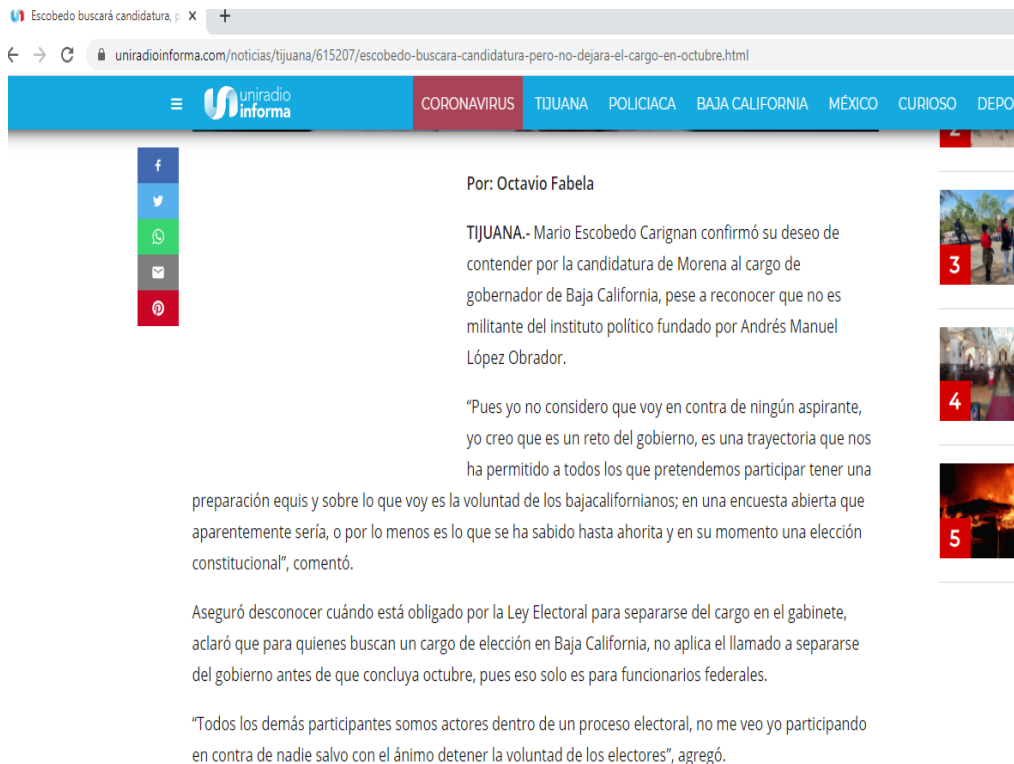 Escobedo buscará candidatura, p
uniradioinforma.com/noticias/tijuana/615207/escobedo-buscara-candidatura-pero-no-dejara-el-cargo-en-octubre.html
uniradio
informa
CORONAVIRUS TIJUANA POLICIACA BAJA CALIFORNIA MÉXICO CURIOSO DEPO
2
Por: Octavio Fabela
TIJUANA.- Mario Escobedo Carignan confirmó su deseo de
contender por la candidatura de Morena al cargo de
gobernador de Baja California, pese a reconocer que no es
militante del instituto político fundado por Andrés Manuel
López Obrador.
3
“Pues yo no considero que voy en contra de ningún aspirante,
yo creo que es un reto del gobierno, es una trayectoria que nos
ha permitido a todos los que pretendemos participar tener una
preparación equis y sobre lo que voy es la voluntad de los bajacalifornianos; en una encuesta abierta que
aparentemente sería, o por lo menos es lo que se ha sabido hasta ahorita y en su momento una elección
constitucional”, comentó.
4
5
Aseguró desconocer cuándo está obligado por la Ley Electoral para separarse del cargo en el gabinete,
aclaró que para quienes buscan un cargo de elección en Baja California, no aplica el llamado a separarse
del gobierno antes de que concluya octubre, pues eso solo es para funcionarios federales.
“Todos los demás participantes somos actores dentro de un proceso electoral, no me veo yo participando
en contra de nadie salvo con el ánimo detener la voluntad de los electores”, agregó.